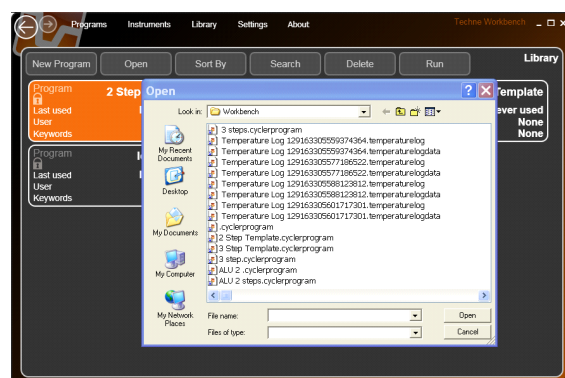 Programs Instruments Library Settings About Techne Workbench
New Program Open Sort By Search Delete Run Library
Program 2 Step
Last used
User
Keywords
Template
ever used
None
None
Program
Last used
User
Keywords
Open
Look in: Workbench
My Recent Documents
Desktop
My Documents
My Computer
My Network Places
3 steps.cyclerprogram
Temperature Log 129163305559374364.temperaturelog
Temperature Log 129163305559374364.temperaturelogdata
Temperature Log 129163305577186522.temperaturelog
Temperature Log 129163305577186522.temperaturelogdata
Temperature Log 129163305588123812.temperaturelog
Temperature Log 129163305588123812.temperaturelogdata
Temperature Log 129163305601717301.temperaturelog
Temperature Log 129163305601717301.temperaturelogdata
.cyclerprogram
2 Step Template.cyclerprogram
3 Step Template.cyclerprogram
3 step.cyclerprogram
ALU 2 .cyclerprogram
ALU 2 steps.cyclerprogram
File name: Open
Files of type: Cancel